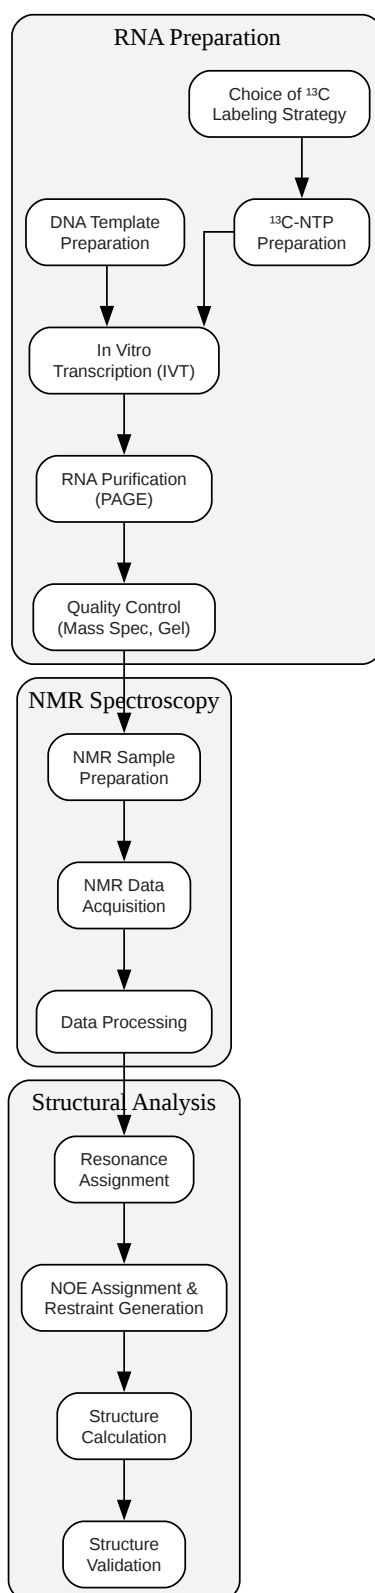 RNA Preparation
Choice of ¹³C
Labeling Strategy
DNA Template
Preparation
¹³C-NTP
Preparation
In Vitro
Transcription (IVT)
RNA Purification
(PAGE)
Quality Control
(Mass Spec, Gel)
NMR Spectroscopy
NMR Sample
Preparation
NMR Data
Acquisition
Data Processing
Structural Analysis
Resonance
Assignment
NOE Assignment &
Restraint Generation
Structure
Calculation
Structure
Validation